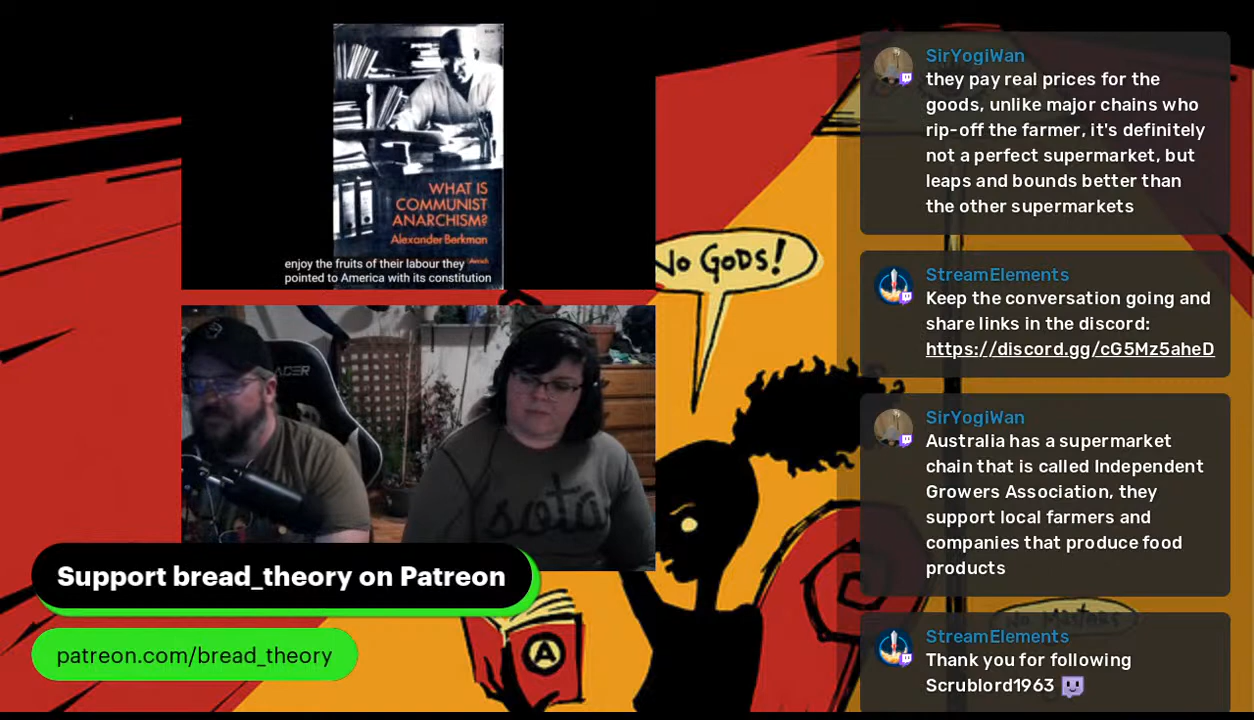 WHAT IS
COMMUNIST
ANARCHISM?
Alexander Berkman
enjoy the fruits of their labour they
pointed to America with its constitution
No GODS!
ACER
sota
Support bread_theory on Patreon
patreon.com/bread_theory
A
No Masters
SirYogiWan
they pay real prices for the
goods, unlike major chains who
rip-off the farmer, it's definitely
not a perfect supermarket, but
leaps and bounds better than
the other supermarkets
StreamElements
Keep the conversation going and
share links in the discord:
https://discord.gg/cG5Mz5aheD
SirYogiWan
Australia has a supermarket
chain that is called Independent
Growers Association, they
support local farmers and
companies that produce food
products
StreamElements
Thank you for following
Scrublord1963